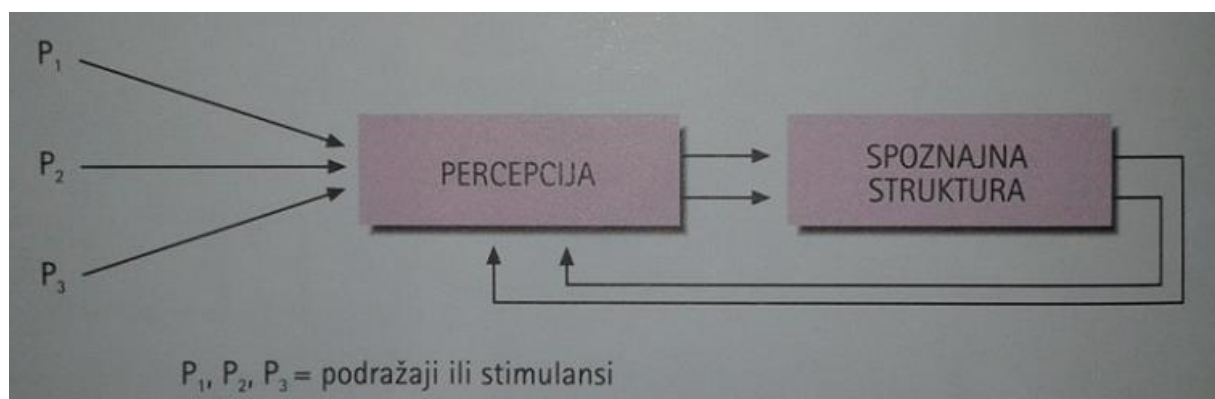 P₁
P₂
P₃
PERCEPCIJA
SPOZNAJNA
STRUKTURA
P₁, P₂, P₃ = podražaji ili stimulansi